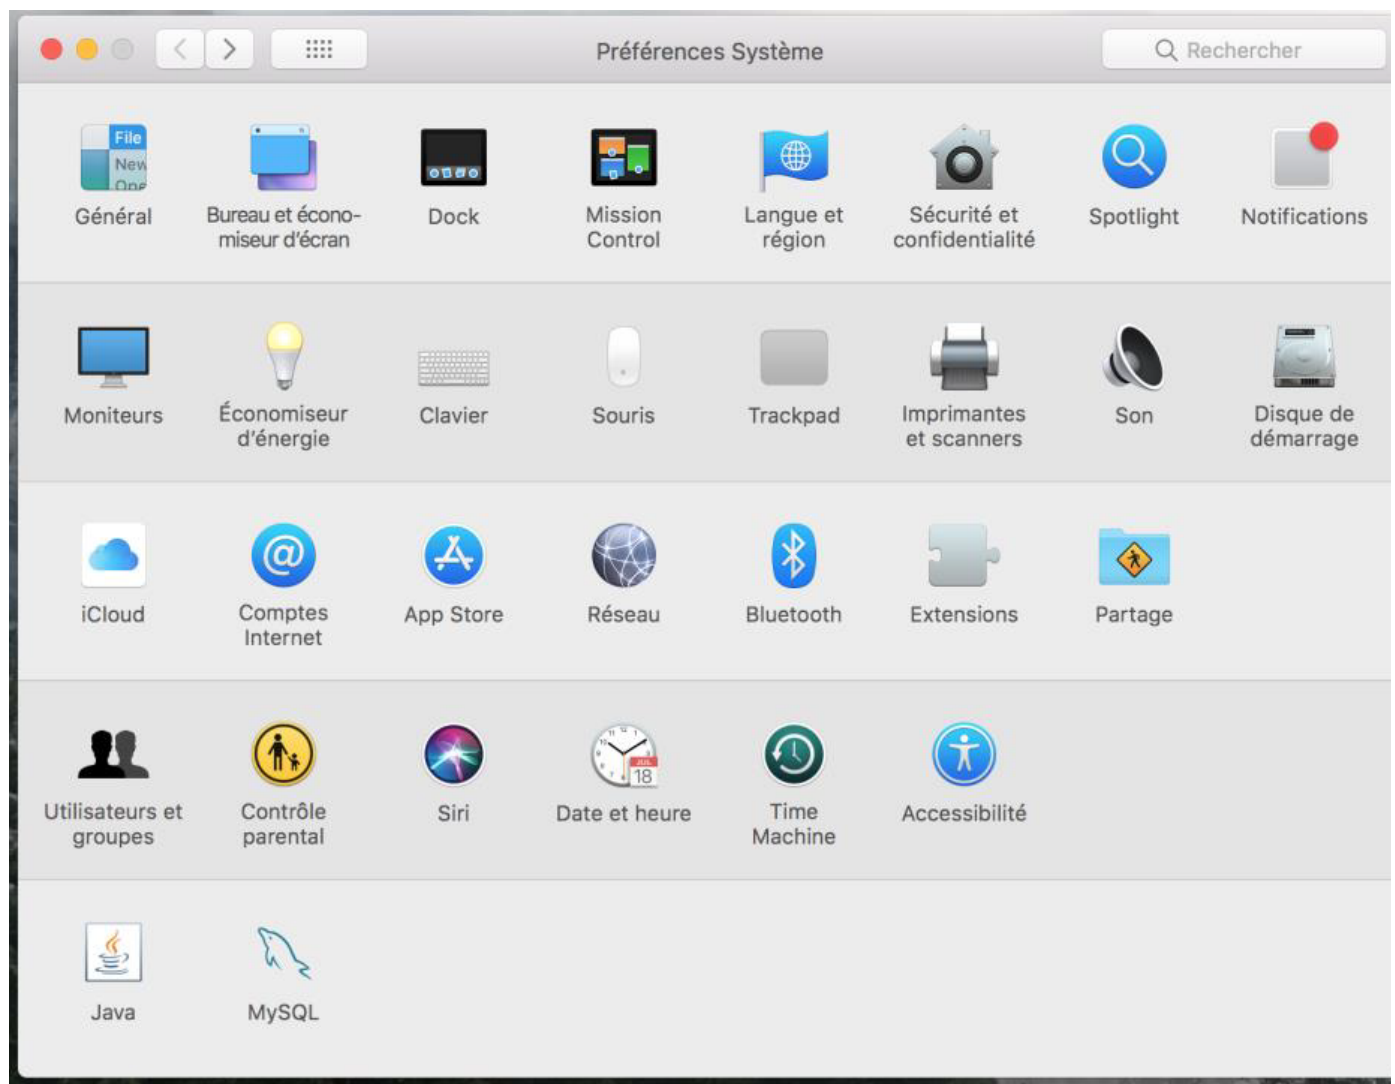 Préférences Système
Rechercher
File
New
Ope
Général
Bureau et écono-
miseur d'écran
Dock
Mission
Control
Langue et
région
Sécurité et
confidentialité
Spotlight
Notifications
Moniteurs
Économiseur
d'énergie
Clavier
Souris
Trackpad
Imprimantes
et scanners
Son
Disque de
démarrage
iCloud
Comptes
Internet
App Store
Réseau
Bluetooth
Extensions
Partage
Utilisateurs et
groupes
Contrôle
parental
Siri
JUIL
18
Date et heure
Time
Machine
Accessibilité
Java
MySQL